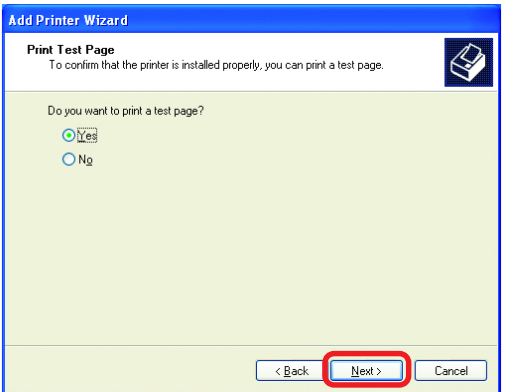 Add Printer Wizard
Print Test Page
To confirm that the printer is installed properly, you can print a test page.
Do you want to print a test page?
Yes
No
< Back
Next >
Cancel